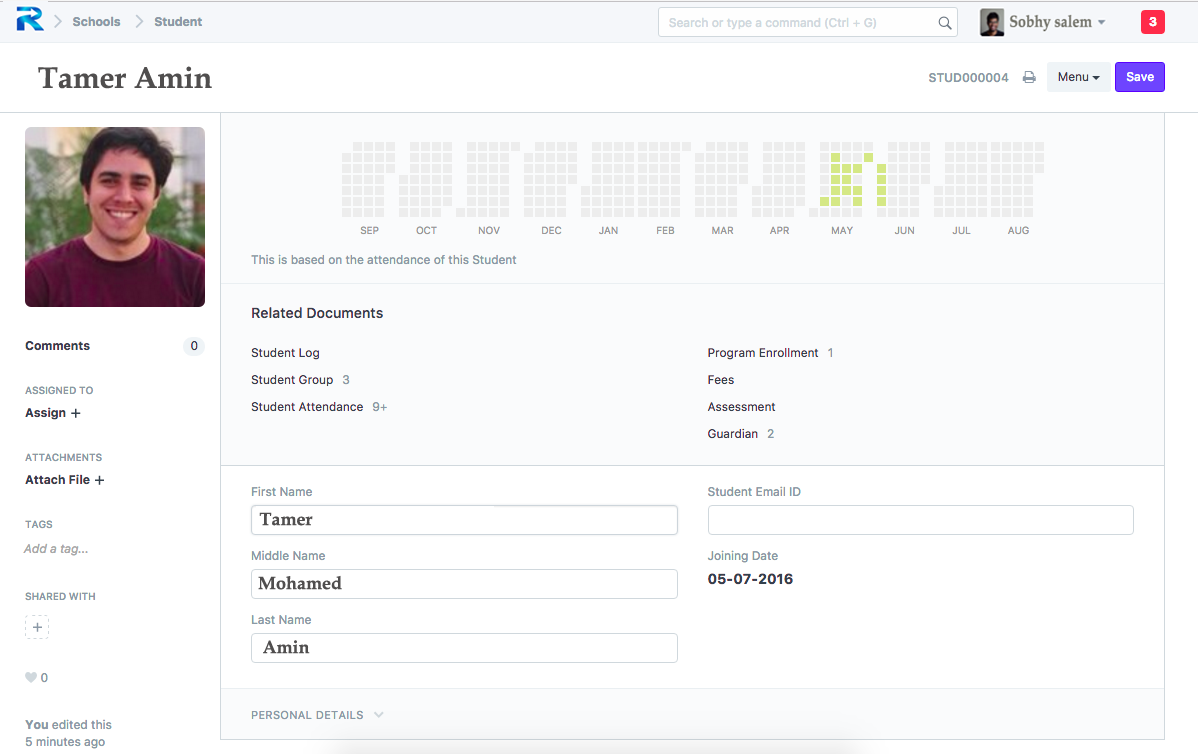 Schools Student Search or type a command (Ctrl + G) Sobhy salem 3
Tamer Amin STUD000004 Menu Save
SEP OCT NOV DEC JAN FEB MAR APR MAY JUN JUL AUG
This is based on the attendance of this Student
Related Documents
Student Log Program Enrollment 1
Student Group 3 Fees
Student Attendance 9+ Assessment
Guardian 2
Comments 0
ASSIGNED TO
Assign +
ATTACHMENTS
Attach File +
TAGS
Add a tag...
SHARED WITH
+
0
You edited this
5 minutes ago
First Name Student Email ID
Tamer
Middle Name Joining Date
Mohamed 05-07-2016
Last Name
Amin
PERSONAL DETAILS